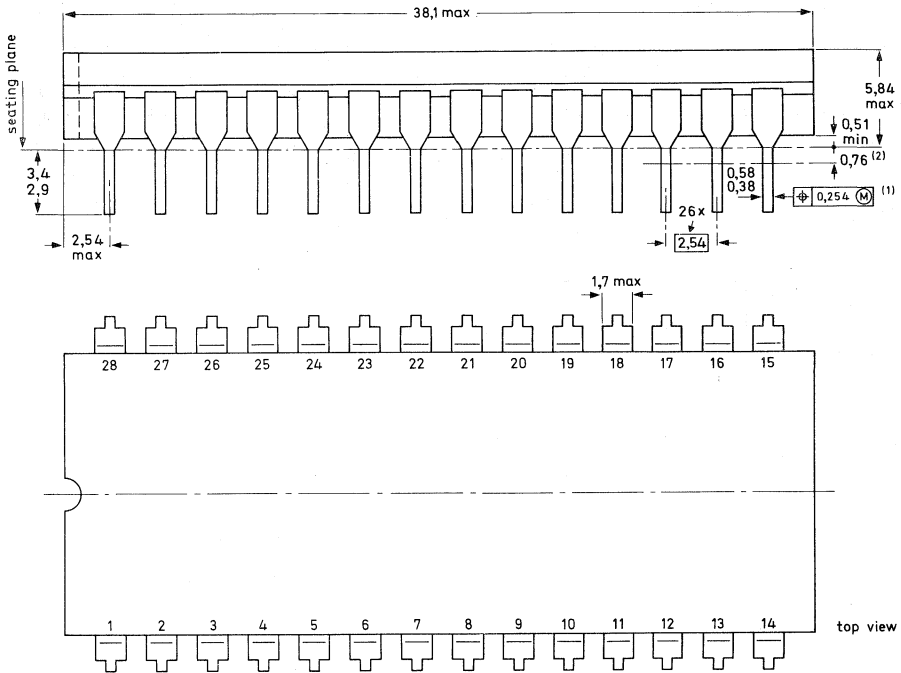 38,1 max
seating plane
5,84
max
0,51
min
0,76 (2)
3,4
2,9
0,58
0,38
⌖ 0,254 Ⓜ (1)
26x
2,54
2,54
max
1,7 max
28 27 26 25 24 23 22 21 20 19 18 17 16 15
1 2 3 4 5 6 7 8 9 10 11 12 13 14
top view